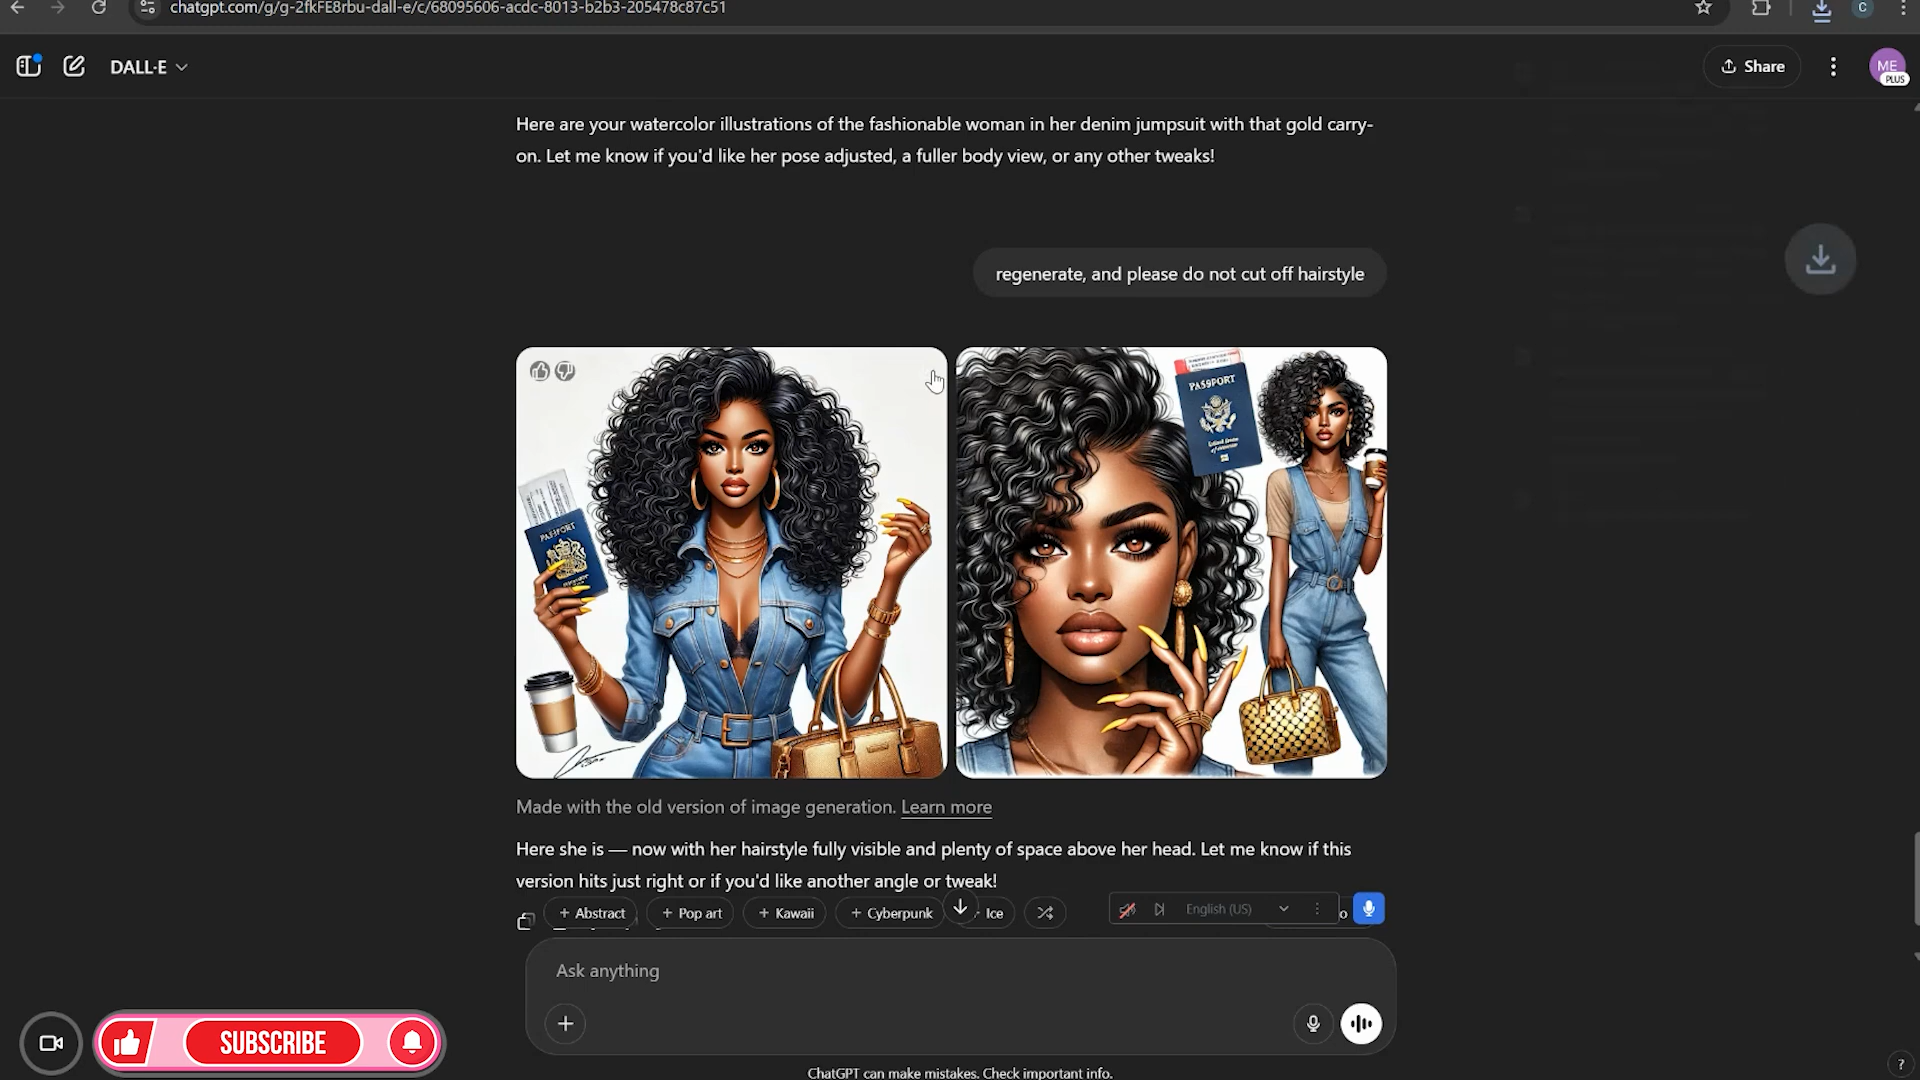 chatgpt.com/g/g-2fkFE8rbu-dall-e/c/68095606-acdc-8013-b2b3-205478c87c51
C
DALL·E
Share
ME
PLUS
Here are your watercolor illustrations of the fashionable woman in her denim jumpsuit with that gold carry-
on. Let me know if you'd like her pose adjusted, a fuller body view, or any other tweaks!
regenerate, and please do not cut off hairstyle
PASSPORT
PASSPORT
Made with the old version of image generation. Learn more
Here she is — now with her hairstyle fully visible and plenty of space above her head. Let me know if this
version hits just right or if you'd like another angle or tweak!
+ Abstract
+ Pop art
+ Kawaii
+ Cyberpunk
Ice
English (US)
Ask anything
SUBSCRIBE
ChatGPT can make mistakes. Check important info.
?